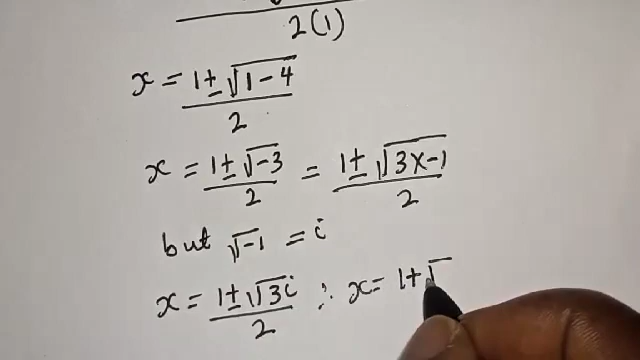 2(1)
x = 1±√1-4 / 2
x = 1±√-3 / 2 = 1±√3x-1 / 2
but √-1 = i
x = 1±√3i / 2 ∴ x = 1+√